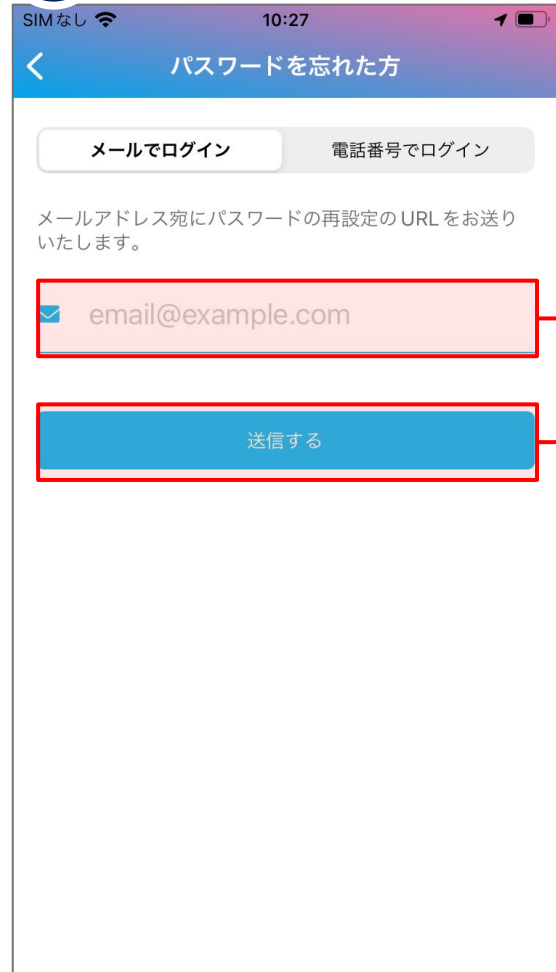 SIMなし 10:27
パスワードを忘れた方
メールでログイン 電話番号でログイン
メールアドレス宛にパスワードの再設定のURLをお送り
いたします。
email@example.com
送信する